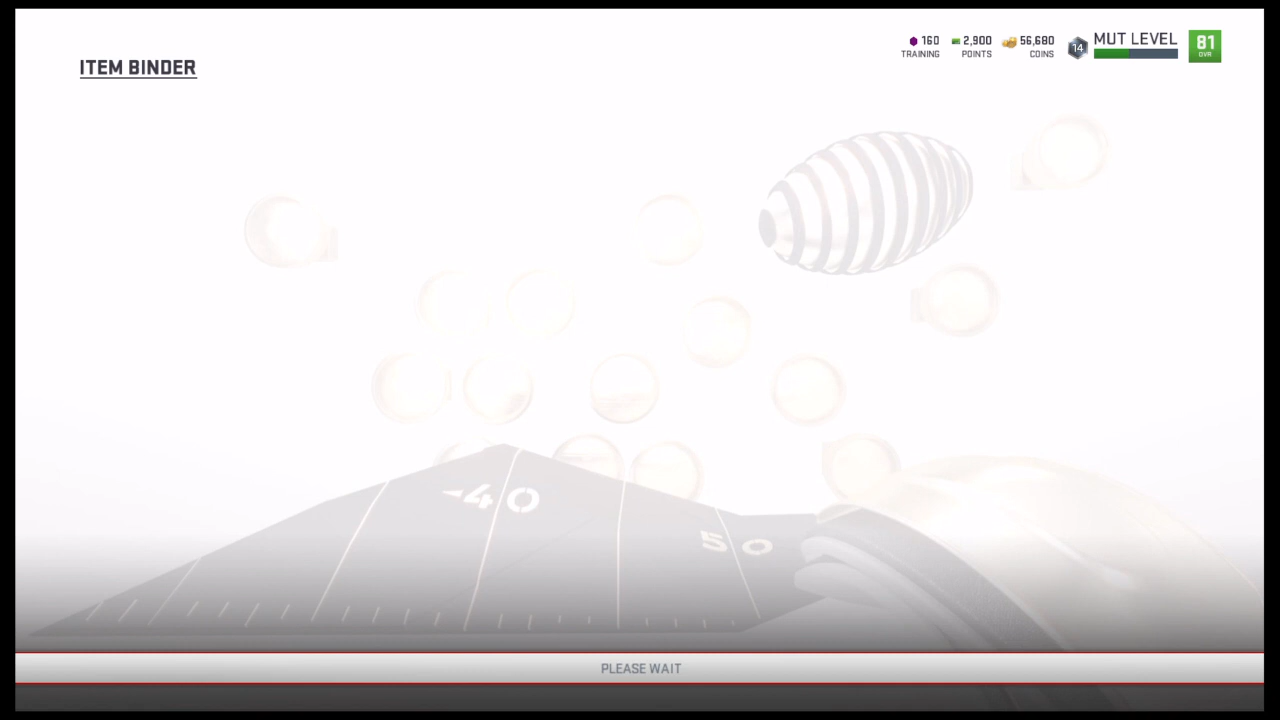 ITEM BINDER
160 TRAINING
2,900 POINTS
56,680 COINS
14
MUT LEVEL
81 OVR
◄40
50
PLEASE WAIT